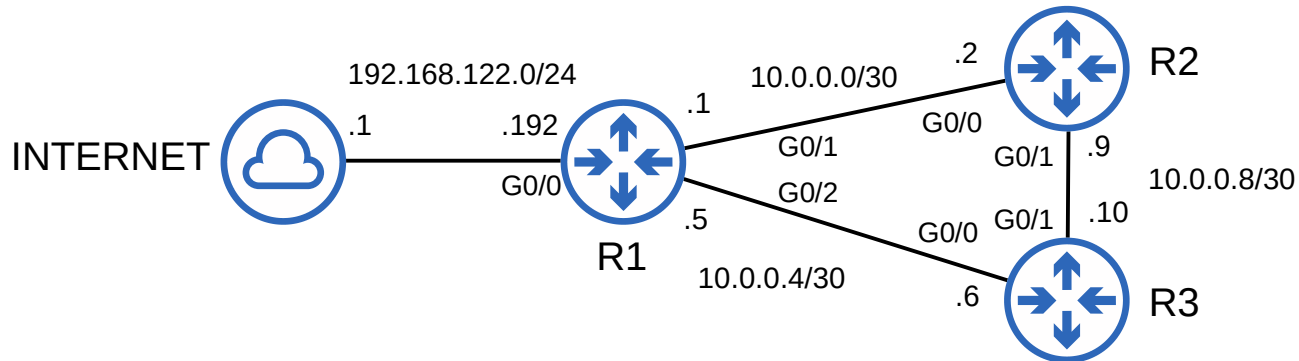 192.168.122.0/24
INTERNET
.1
.192
G0/0
R1
.1
10.0.0.0/30
.2
G0/1
G0/0
R2
.5
G0/2
10.0.0.4/30
G0/0
.6
G0/1
.9
10.0.0.8/30
G0/1
.10
R3